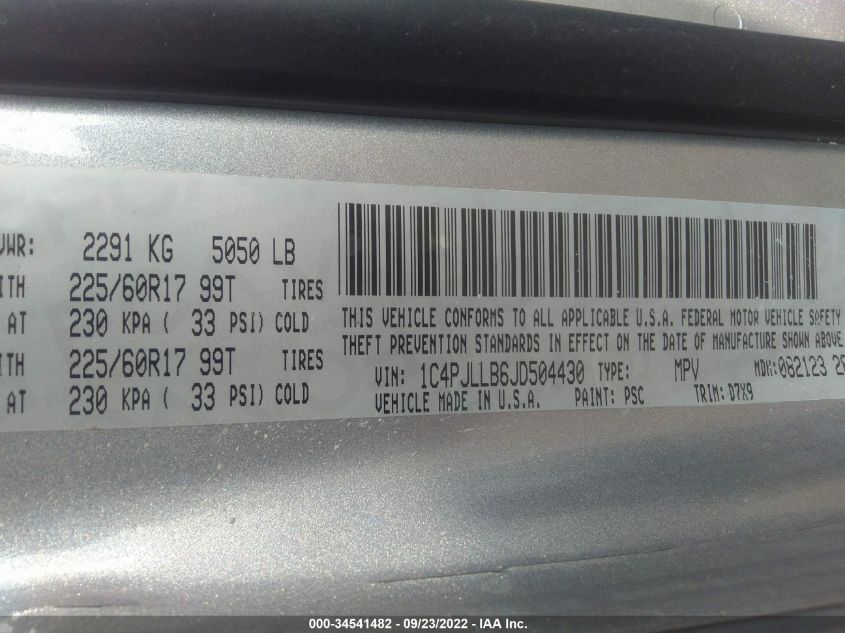 VWR: 2291 KG 5050 LB
ITH 225/60R17 99T TIRES
AT 230 KPA ( 33 PSI) COLD
ITH 225/60R17 99T TIRES
AT 230 KPA ( 33 PSI) COLD
THIS VEHICLE CONFORMS TO ALL APPLICABLE U.S.A. FEDERAL MOTOR VEHICLE SAFETY
THEFT PREVENTION STANDARDS IN EFFECT ON THE DATE OF MANUFACTURE SHOWN ABOVE
VIN: 1C4PJLLB6JD504430 TYPE: MPV MDH: 082123 26
VEHICLE MADE IN U.S.A. PAINT: PSC TRIM: D7X9
000-34541482 - 09/23/2022 - IAA Inc.